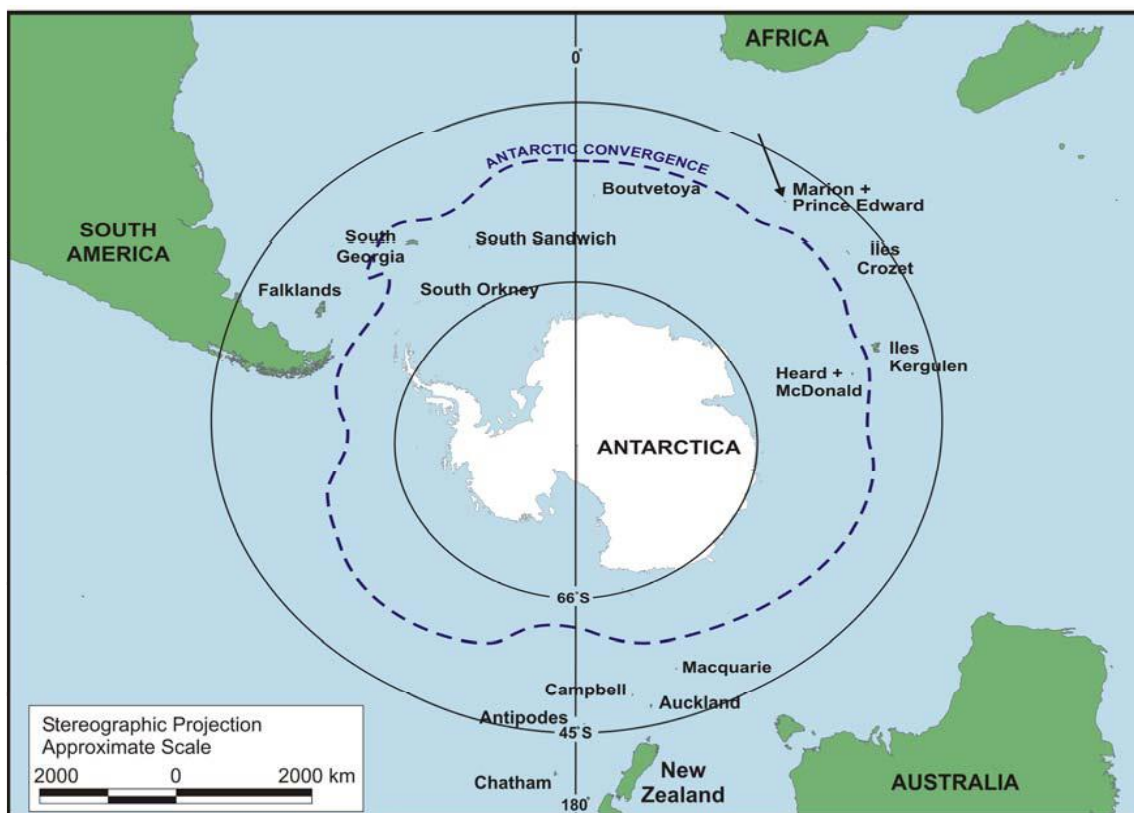 AFRICA
0°
ANTARCTIC CONVERGENCE
Boutvetoya
Marion +
Prince Edward
SOUTH
AMERICA
South
Georgia
South Sandwich
Îles
Crozet
Falklands
South Orkney
Îles
Kergulen
Heard +
McDonald
ANTARCTICA
66°S
Macquarie
Campbell
Auckland
Antipodes
45°S
Stereographic Projection
Approximate Scale
2000 0 2000 km
Chatham
New
Zealand
180°
AUSTRALIA